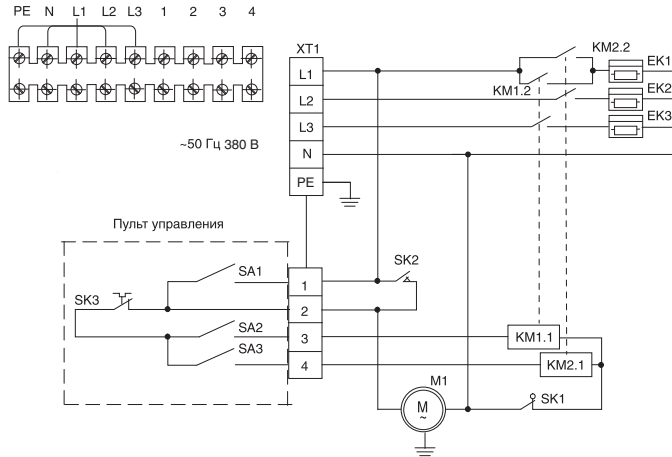 PE N L1 L2 L3 1 2 3 4
XT1
KM2.2
L1
EK1
KM1.2
L2
EK2
L3
EK3
~50 Гц 380 В
N
PE
Пульт управления
SA1
SK2
1
SK3
2
SA2
3
KM1.1
SA3
4
KM2.1
M1
M
~
SK1